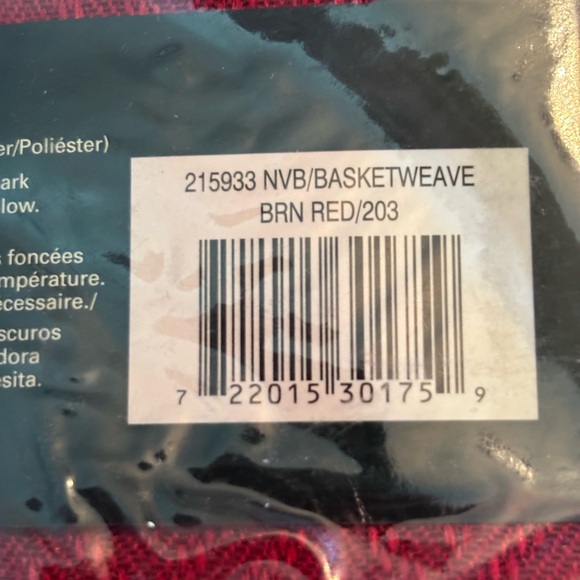 er/Poliéster)
ark
low.
s foncées
mpérature.
écessaire./
scuros
dora
esita.
215933 NVB/BASKETWEAVE
BRN RED/203
7 22015 30175 9